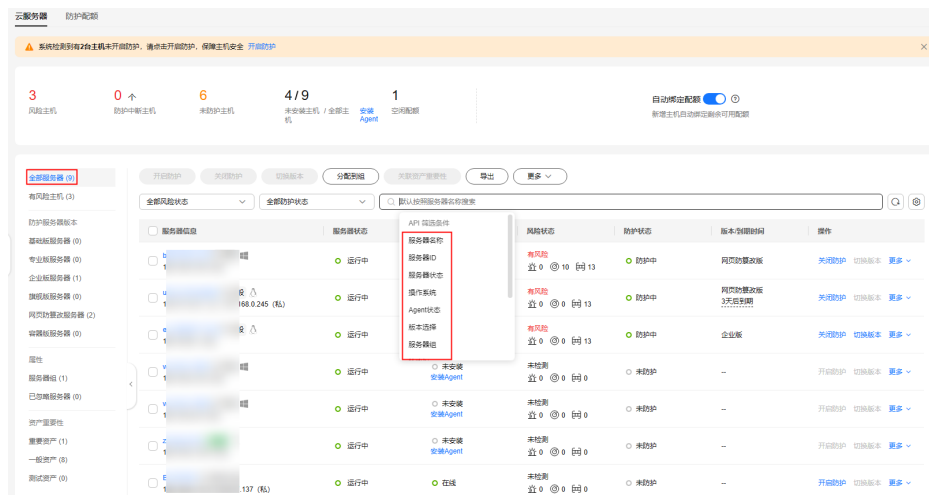 云服务器 防护配额
系统检测到有2台主机未开启防护，请点击开启防护，保障主机安全 开启防护
3 0 个 6 4 / 9 1
风险主机 防护中断主机 未防护主机 未安装主机 / 全部主机 安装Agent 空闲配额
自动绑定配额
新增主机自动绑定剩余可用配额
全部服务器 (9)
有风险主机 (3)
防护服务器版本
基础版服务器 (0)
专业版服务器 (0)
企业版服务器 (1)
旗舰版服务器 (0)
网页防篡改服务器 (2)
容器版服务器 (0)
属性
服务器组 (1)
已忽略服务器 (0)
资产重要性
重要资产 (1)
一般资产 (8)
测试资产 (0)
开启防护 关闭防护 切换版本 分配到组 关联资产重要性 导出 更多
全部风险状态 全部防护状态 默认按照服务器名称搜索
API 筛选条件
服务器名称
服务器ID
服务器状态
操作系统
Agent状态
版本选择
服务器组
服务器信息 服务器状态 风险状态 防护状态 版本/到期时间 操作
运行中 有风险 0 10 13 防护中 网页防篡改版 关闭防护 切换版本 更多
168.0.245 (私) 运行中 有风险 0 0 13 防护中 网页防篡改版 3天后到期 关闭防护 切换版本 更多
运行中 有风险 0 0 13 防护中 企业版 关闭防护 切换版本 更多
运行中 未安装 安装Agent 未检测 0 0 0 未防护 -- 开启防护 切换版本 更多
运行中 未安装 安装Agent 未检测 0 0 0 未防护 -- 开启防护 切换版本 更多
运行中 未安装 安装Agent 未检测 0 0 0 未防护 -- 开启防护 切换版本 更多
.137 (私) 运行中 在线 未检测 0 0 0 未防护 -- 开启防护 切换版本 更多